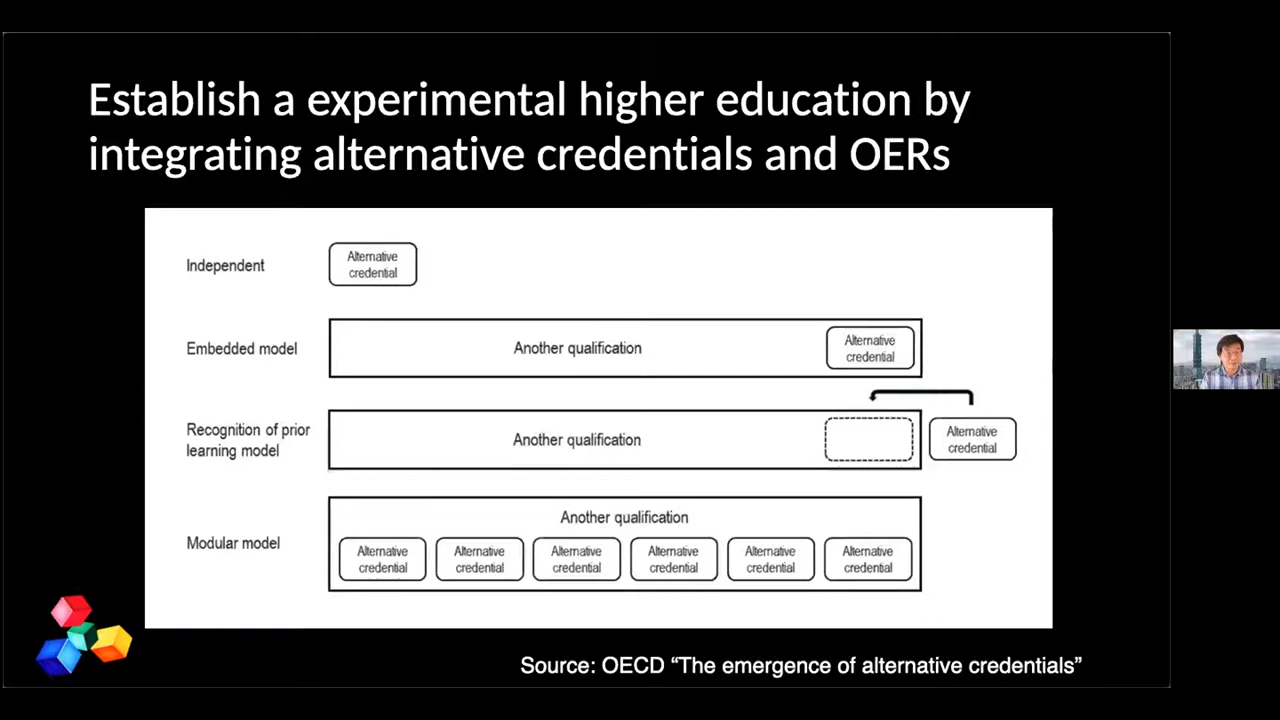 Establish a experimental higher education by
integrating alternative credentials and OERs
Independent
Alternative
credential
Embedded model
Another qualification
Alternative
credential
Recognition of prior
learning model
Another qualification
Alternative
credential
Modular model
Another qualification
Alternative
credential
Alternative
credential
Alternative
credential
Alternative
credential
Alternative
credential
Alternative
credential
Source: OECD “The emergence of alternative credentials”